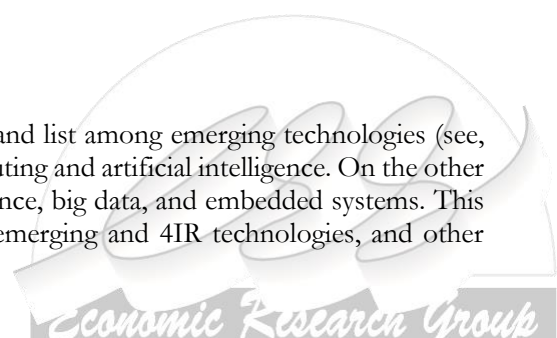 and list among emerging technologies (see,
uting and artificial intelligence. On the other
nce, big data, and embedded systems. This
emerging and 4IR technologies, and other
Economic Research Group